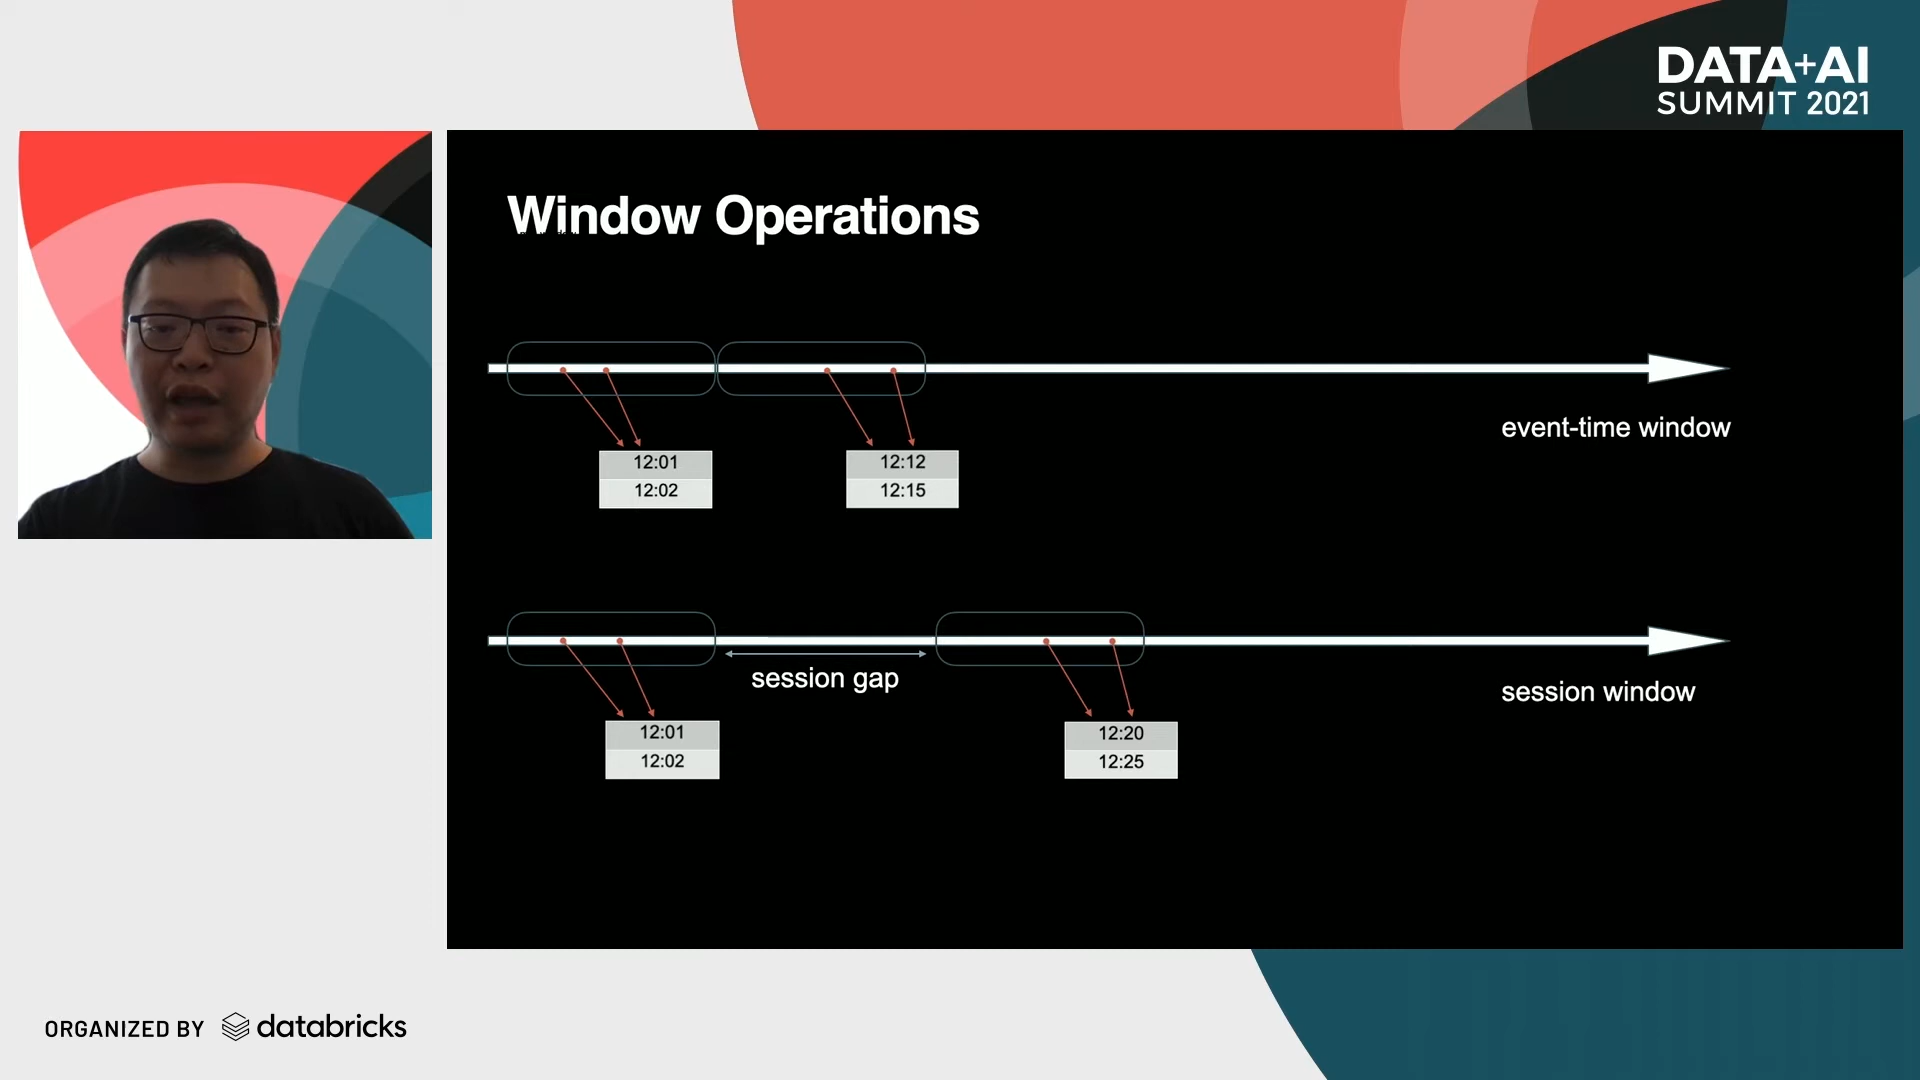 DATA+AI
SUMMIT 2021
Window Operations
event-time window
12:01
12:02
12:12
12:15
session gap
session window
12:01
12:02
12:20
12:25
ORGANIZED BY databricks